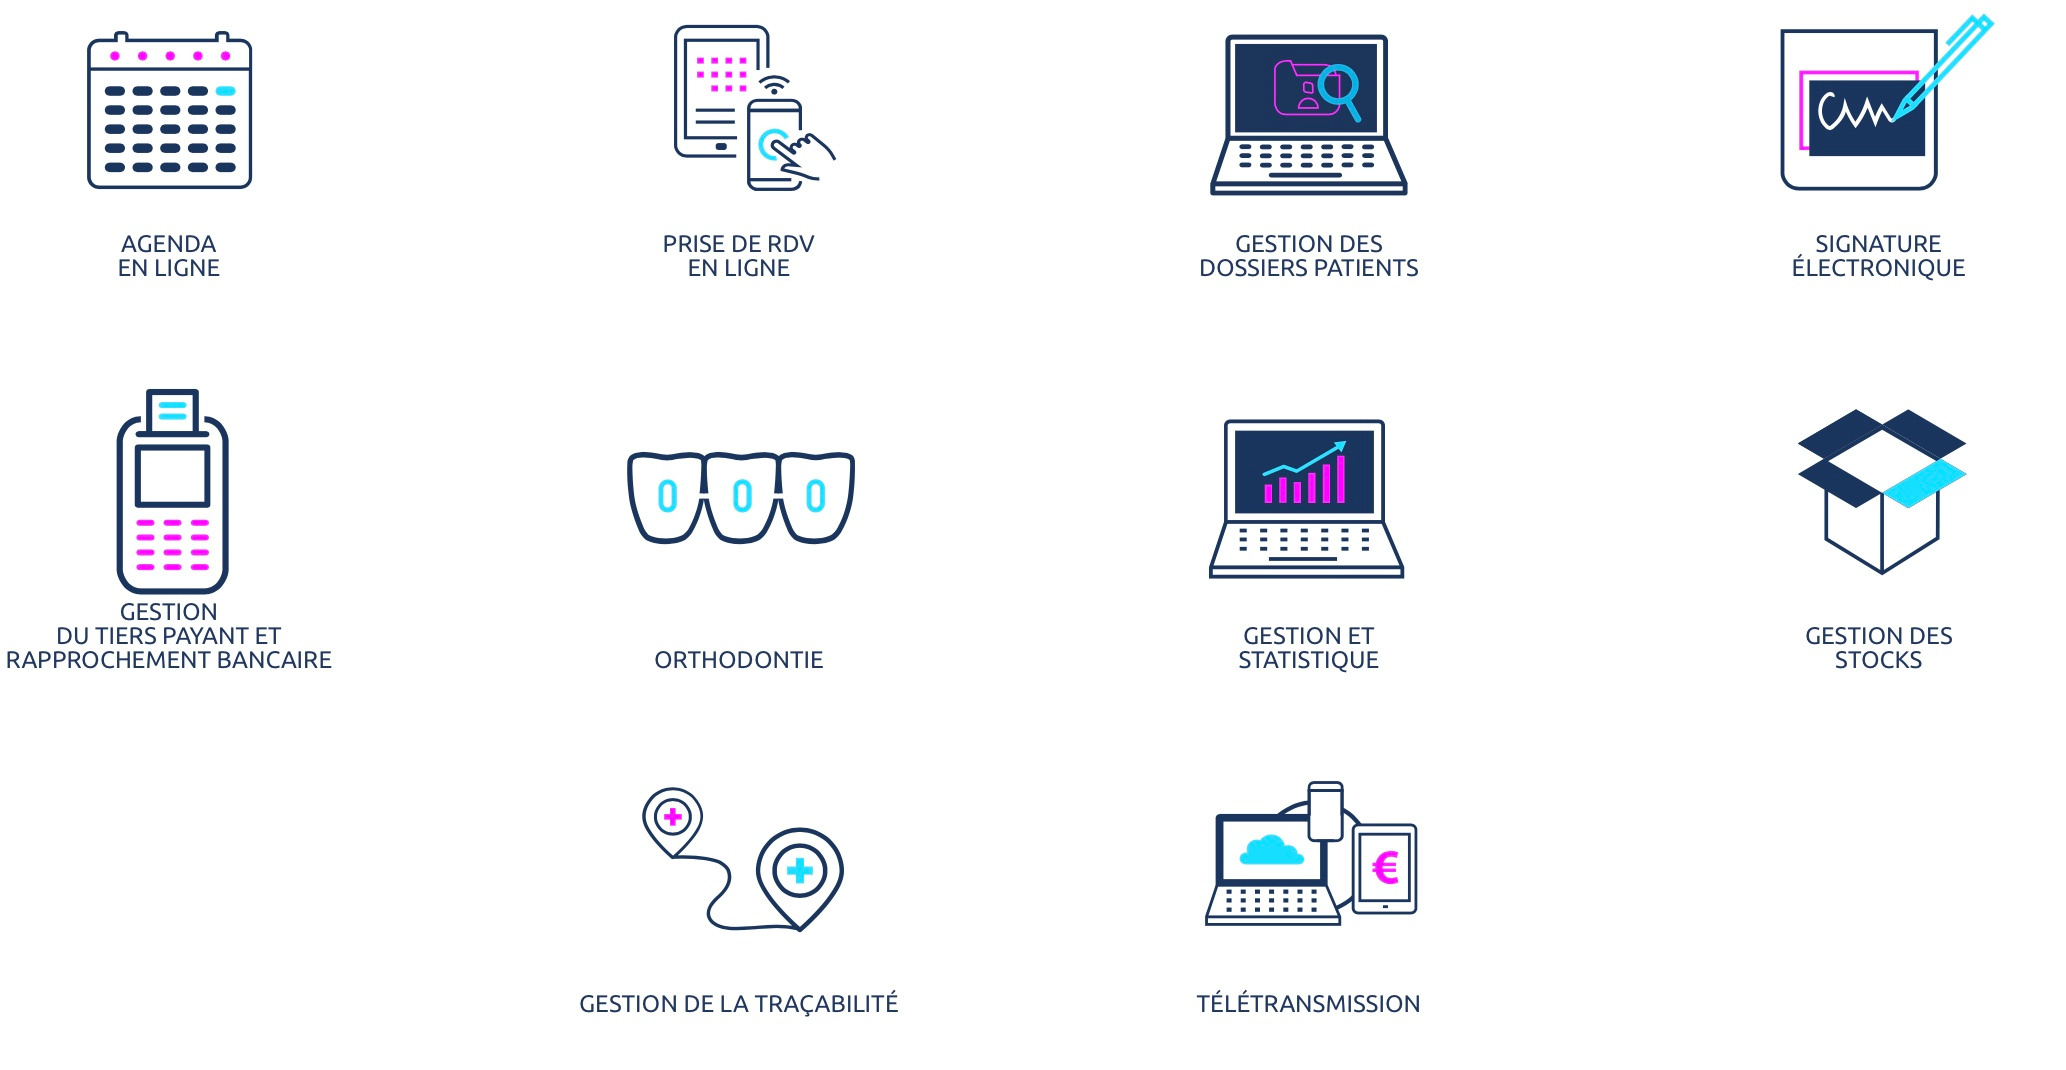 AGENDA
EN LIGNE
PRISE DE RDV
EN LIGNE
GESTION DES
DOSSIERS PATIENTS
SIGNATURE
ÉLECTRONIQUE
GESTION
DU TIERS PAYANT ET
RAPPROCHEMENT BANCAIRE
ORTHODONTIE
GESTION ET
STATISTIQUE
GESTION DES
STOCKS
€
GESTION DE LA TRAÇABILITÉ
TÉLÉTRANSMISSION